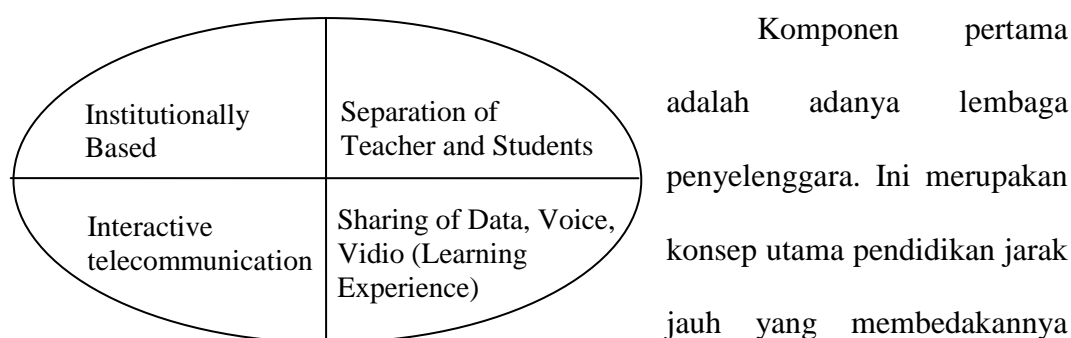 Institutionally
Based
Separation of
Teacher and Students
Interactive
telecommunication
Sharing of Data, Voice,
Vidio (Learning
Experience)
Komponen pertama
adalah adanya lembaga
penyelenggara. Ini merupakan
konsep utama pendidikan jarak
jauh yang membedakannya